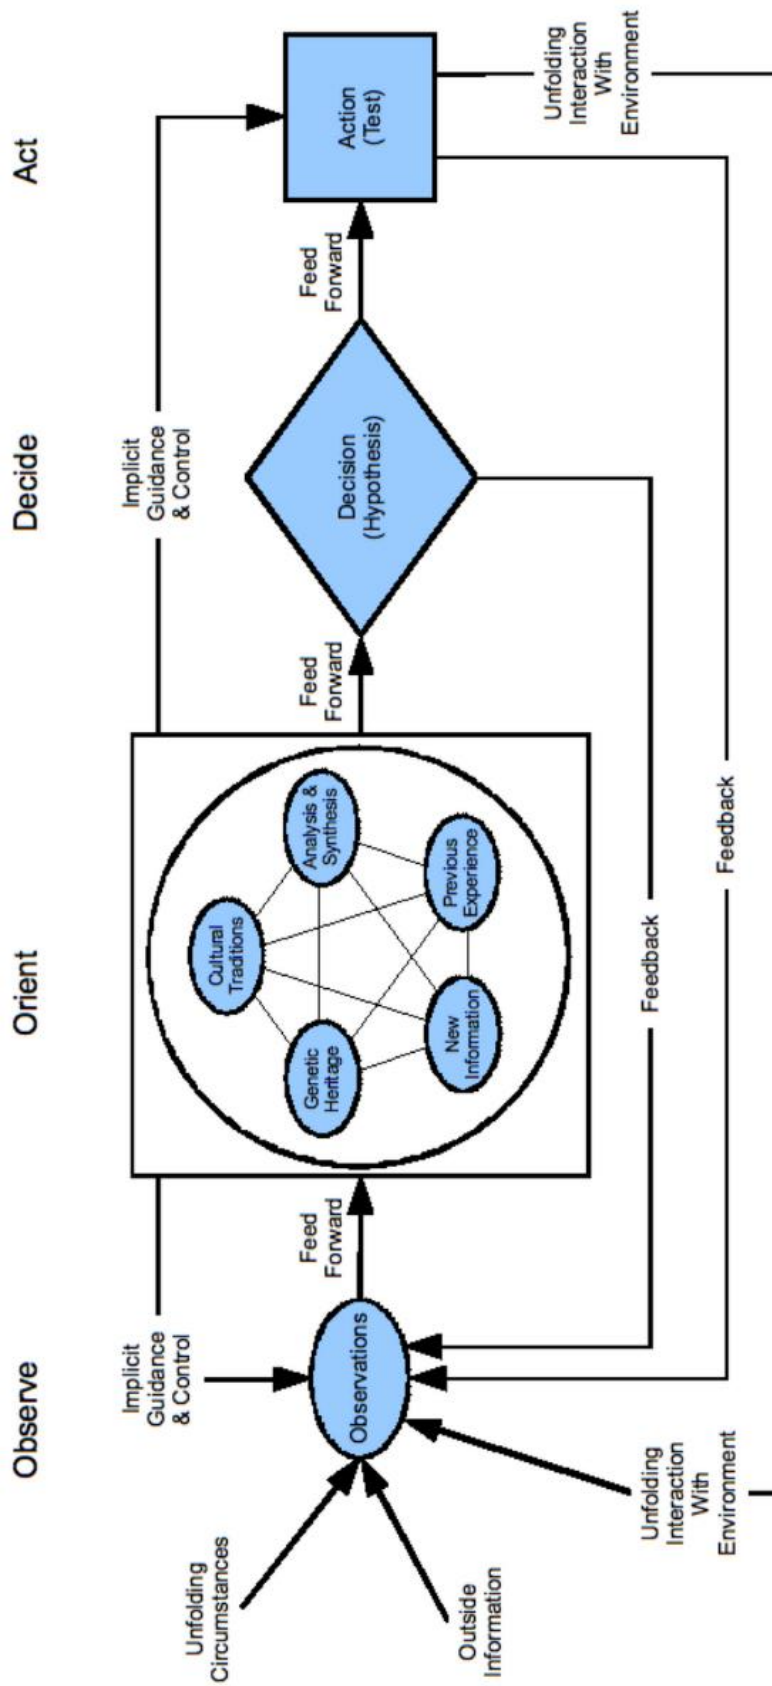 Observe
Orient
Decide
Act
Implicit
Guidance
& Control
Implicit
Guidance
& Control
Unfolding
Circumstances
Observations
Feed
Forward
Cultural
Traditions
Genetic
Heritage
Analysis &
Synthesis
New
Information
Previous
Experience
Feed
Forward
Decision
(Hypothesis)
Feed
Forward
Action
(Test)
Outside
Information
Unfolding
Interaction
With
Environment
Feedback
Feedback
Unfolding
Interaction
With
Environment